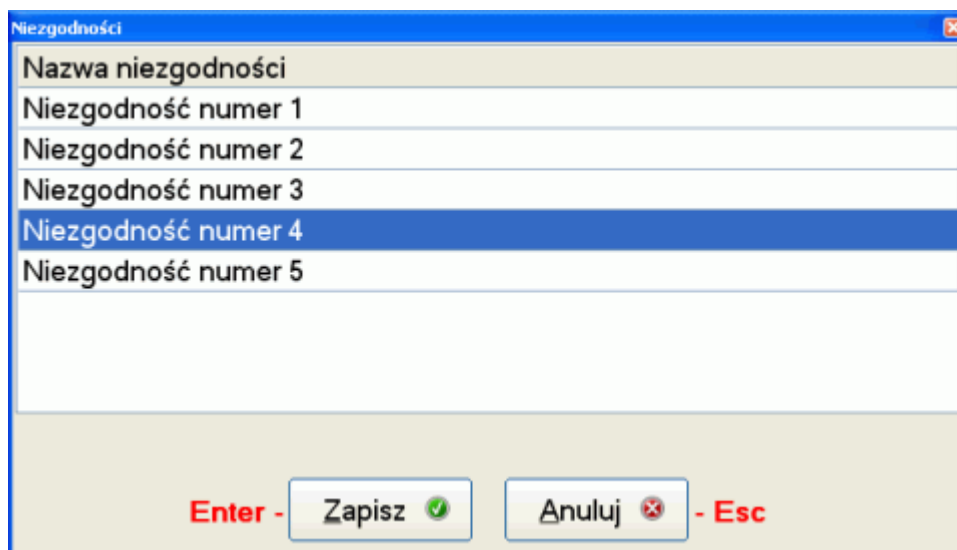 Niezgodności
Nazwa niezgodności
Niezgodność numer 1
Niezgodność numer 2
Niezgodność numer 3
Niezgodność numer 4
Niezgodność numer 5
Enter - Zapisz Anuluj - Esc